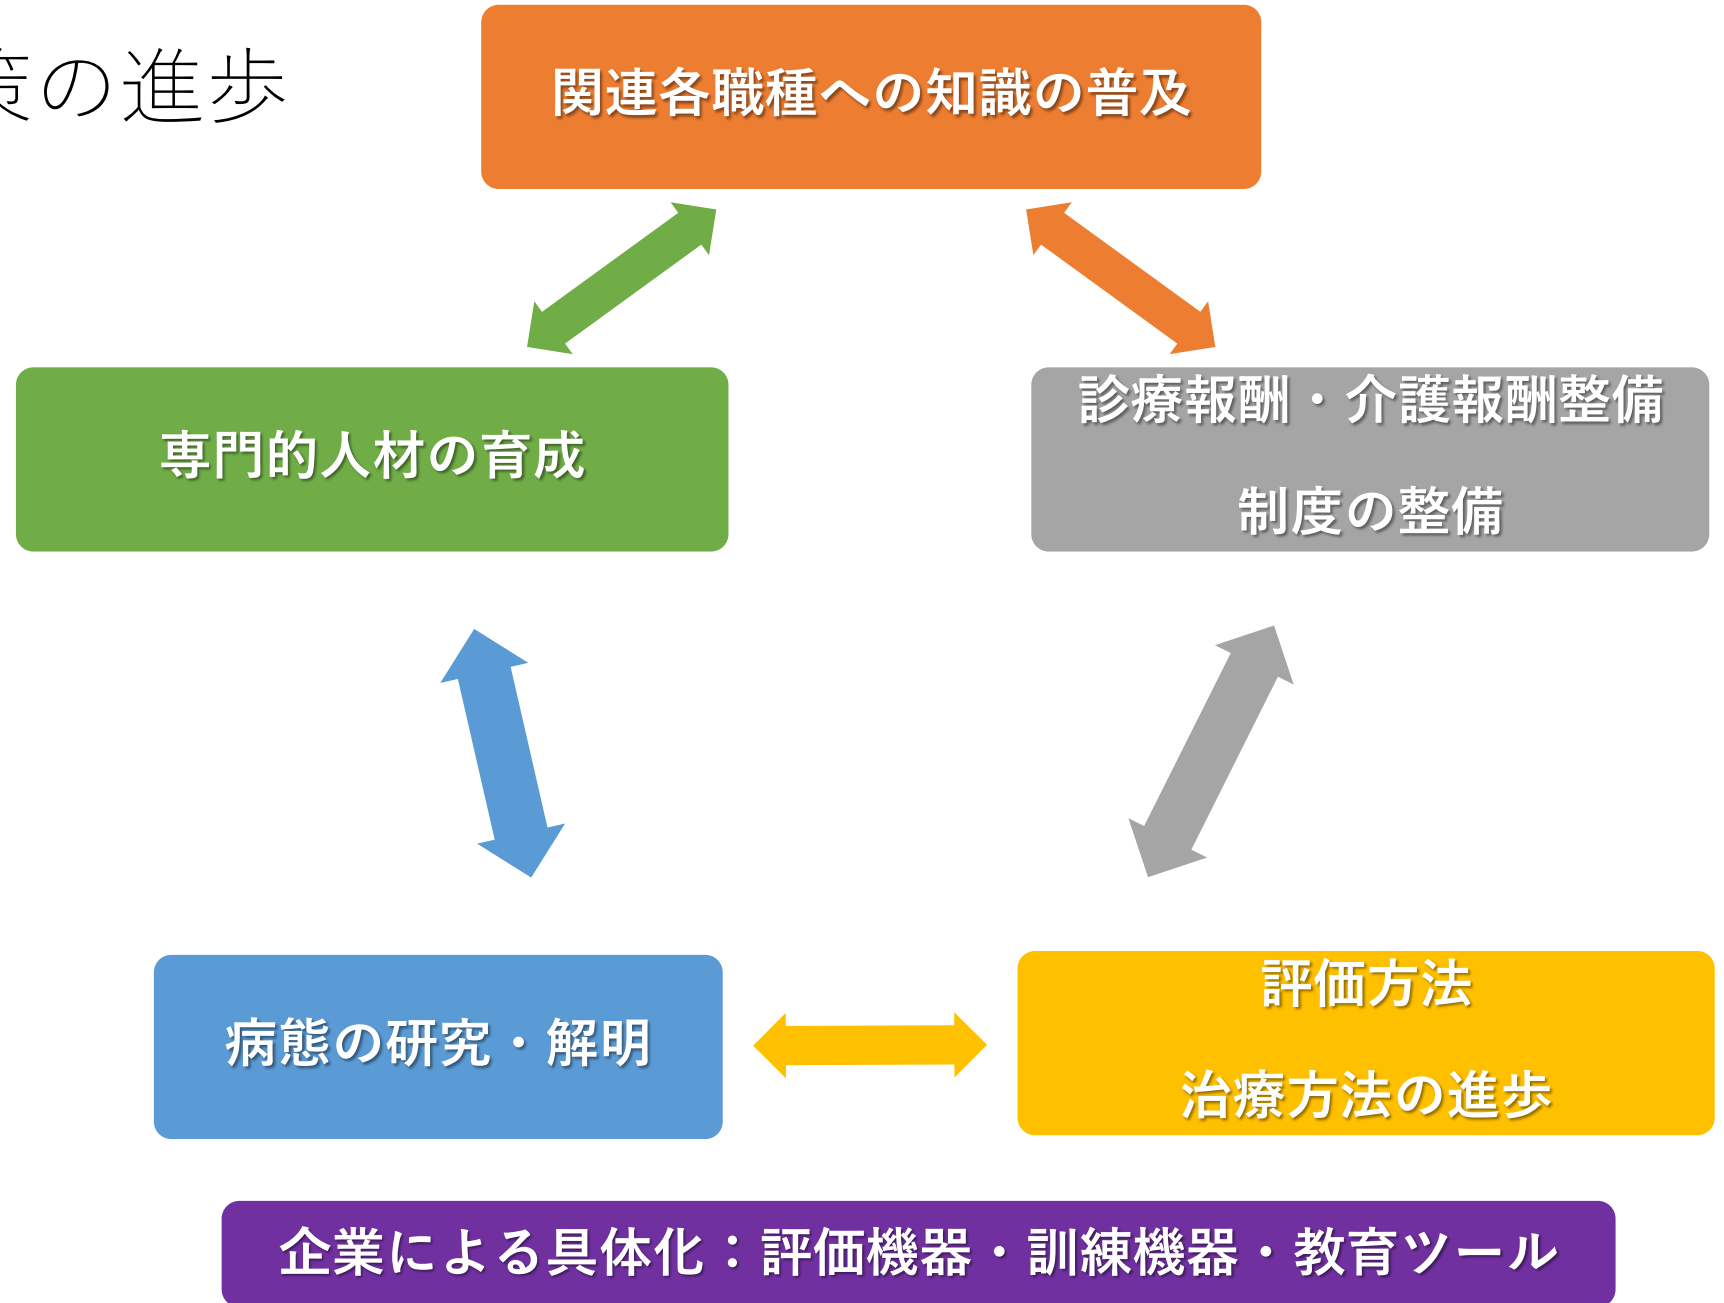 策の進歩
関連各職種への知識の普及
専門的人材の育成
診療報酬・介護報酬整備
制度の整備
病態の研究・解明
評価方法
治療方法の進歩
企業による具体化：評価機器・訓練機器・教育ツール